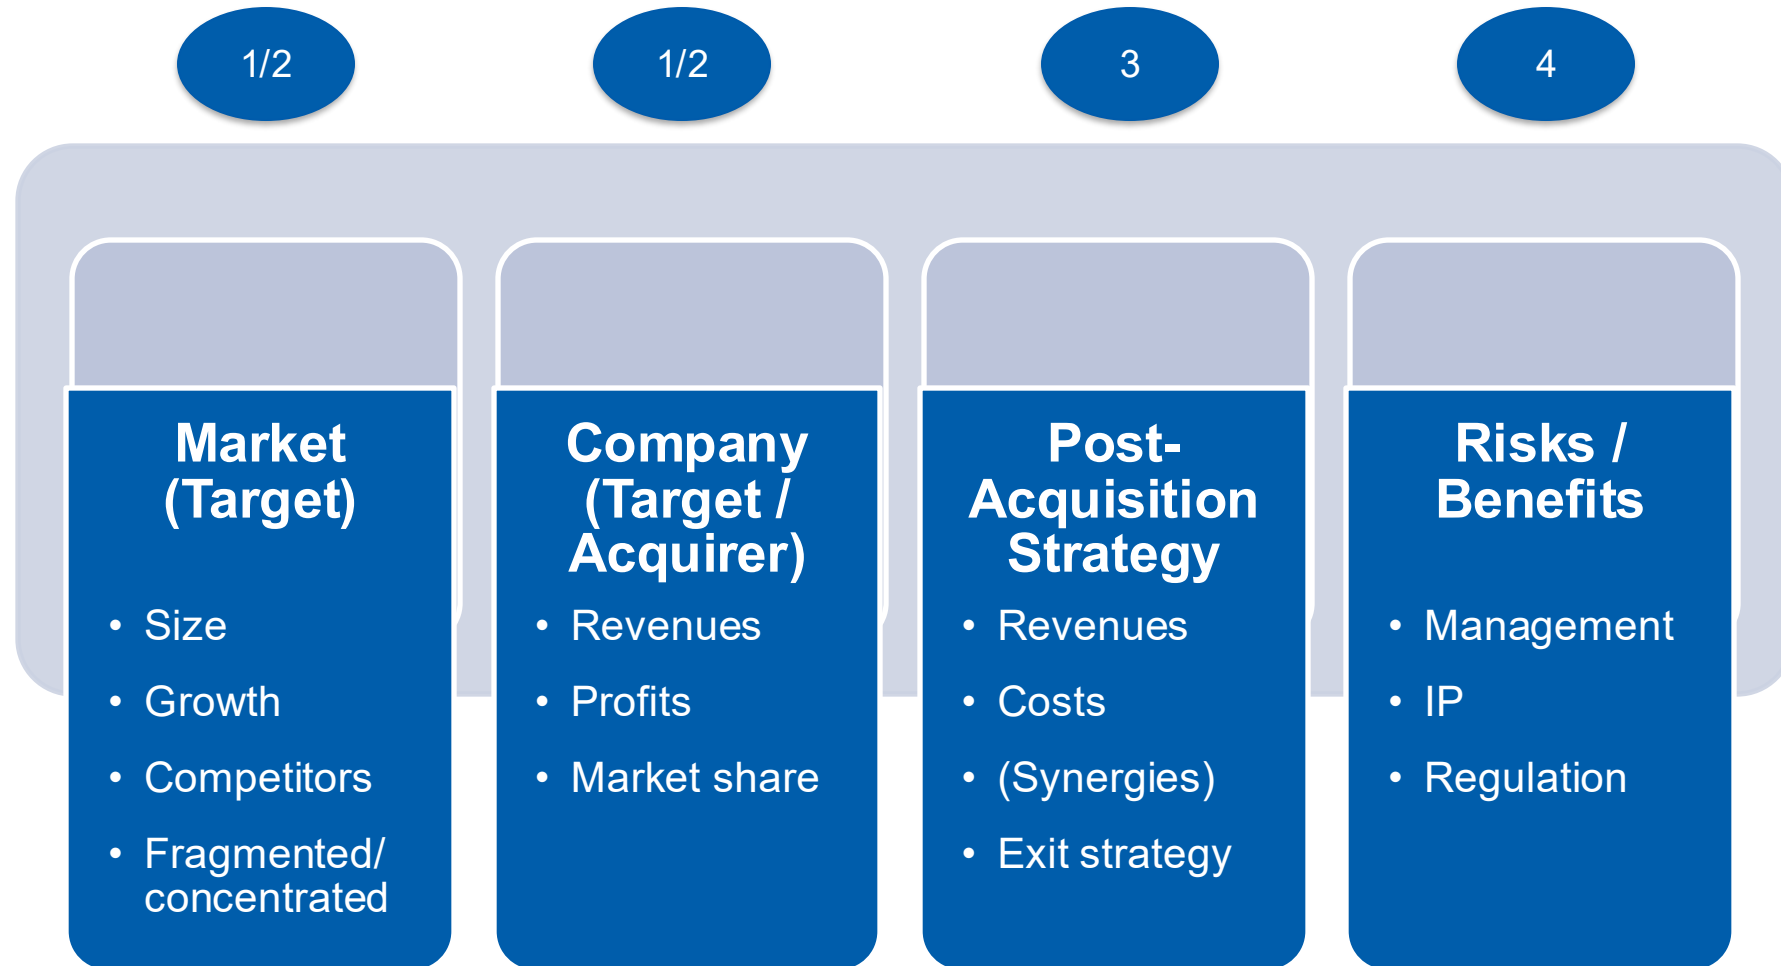 1/2
1/2
3
4
Market
(Target)
• Size
• Growth
• Competitors
• Fragmented/
concentrated
Company
(Target /
Acquirer)
• Revenues
• Profits
• Market share
Post-
Acquisition
Strategy
• Revenues
• Costs
• (Synergies)
• Exit strategy
Risks /
Benefits
• Management
• IP
• Regulation